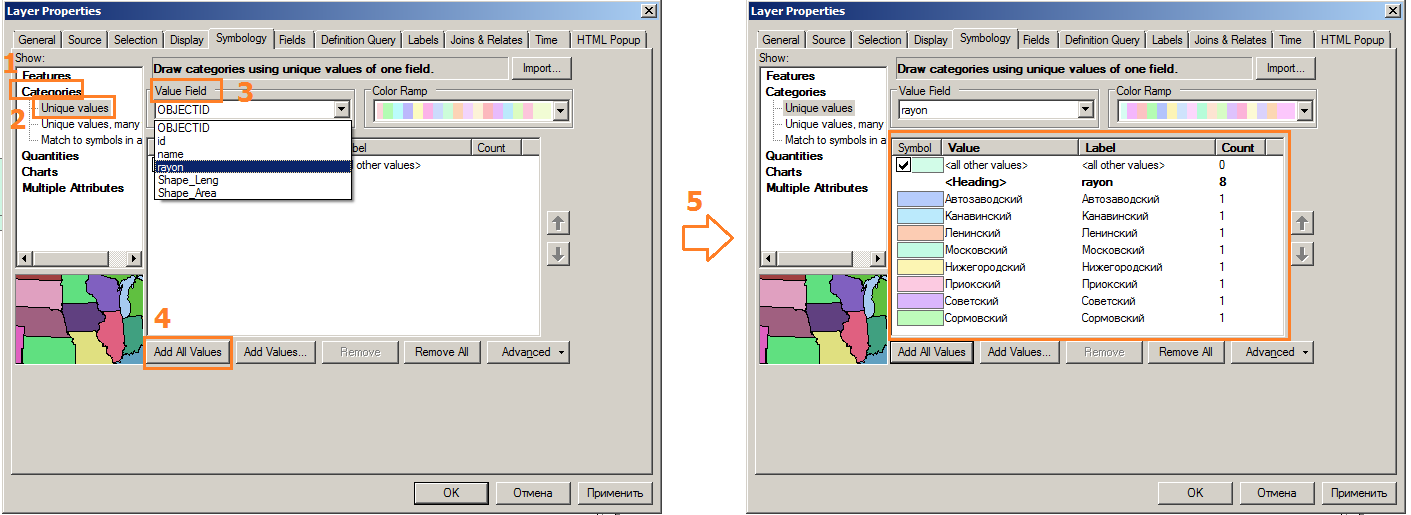 Layer Properties
General Source Selection Display Symbology Fields Definition Query Labels Joins & Relates Time HTML Popup
Show:
1
Features
Categories
2
Unique values
Unique values, many
Match to symbols in a
Quantities
Charts
Multiple Attributes
Draw categories using unique values of one field.
Import...
Value Field
3
OBJECTID
OBJECTID
id
name
rayon
Shape_Leng
Shape_Area
Color Ramp
Count
<all other values>
4
Add All Values
Add Values...
Remove
Remove All
Advanced
OK
Отмена
Применить
5
Layer Properties
General Source Selection Display Symbology Fields Definition Query Labels Joins & Relates Time HTML Popup
Show:
Features
Categories
Unique values
Unique values, many
Match to symbols in a
Quantities
Charts
Multiple Attributes
Draw categories using unique values of one field.
Import...
Value Field
rayon
Color Ramp
Symbol Value Label Count
<all other values> <all other values> 0
<Heading> rayon 8
Автозаводский Автозаводский 1
Канавинский Канавинский 1
Ленинский Ленинский 1
Московский Московский 1
Нижегородский Нижегородский 1
Приокский Приокский 1
Советский Советский 1
Сормовский Сормовский 1
Add All Values
Add Values...
Remove
Remove All
Advanced
OK
Отмена
Применить